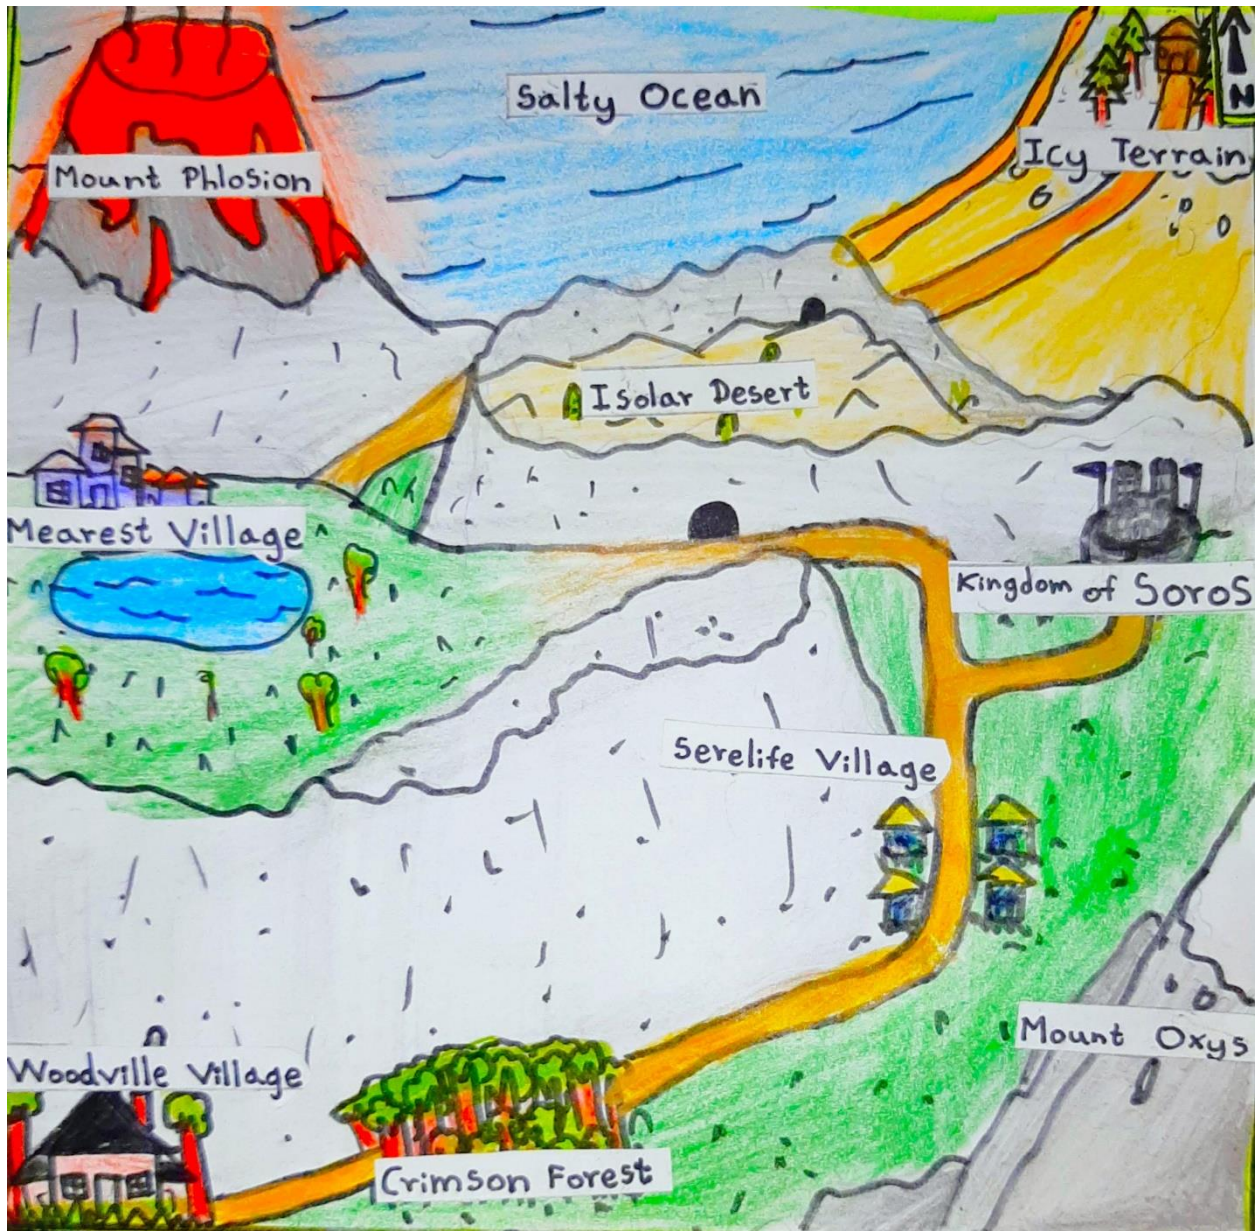 Salty Ocean
N
Icy Terrain
Mount Phlosion
Isolar Desert
Mearest Village
Kingdom of Soros
Serelife Village
Mount Oxys
Woodville Village
Crimson Forest